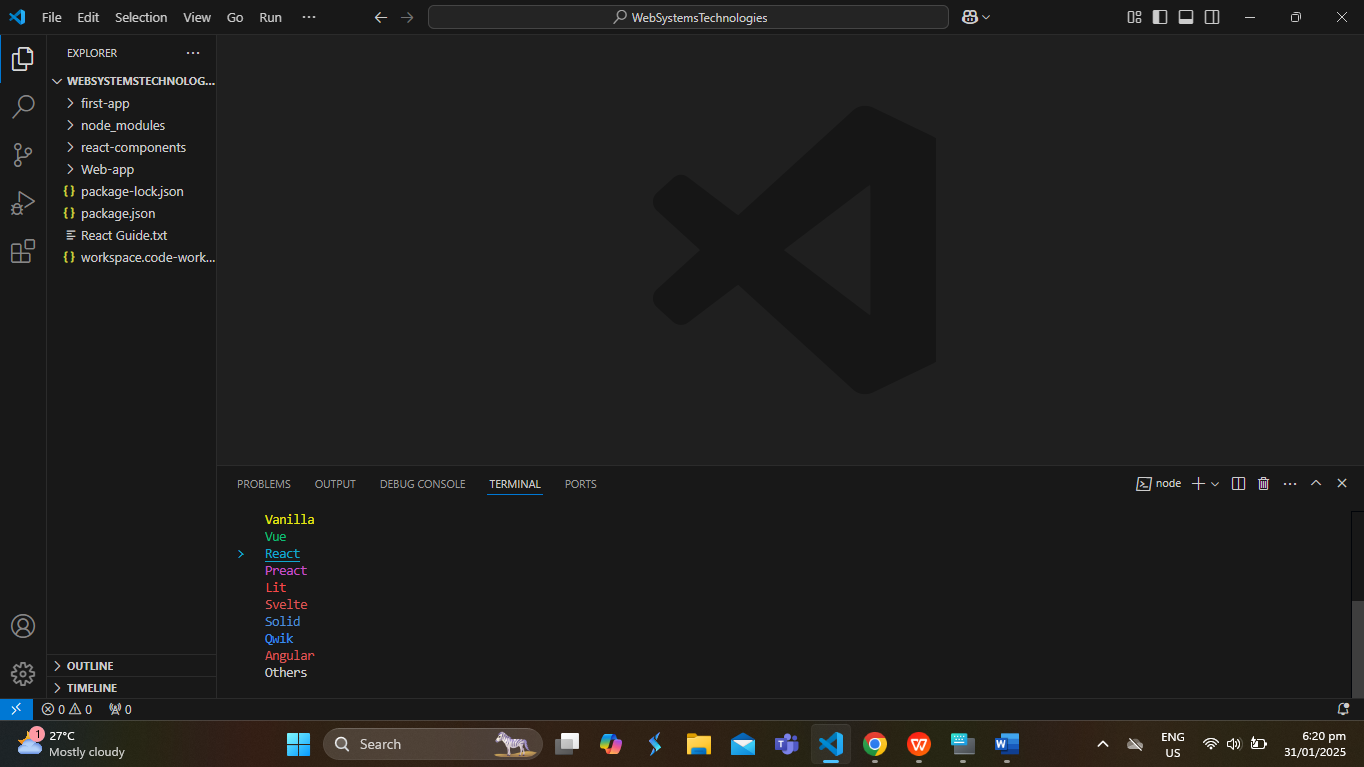 File Edit Selection View Go Run ···
WebSystemsTechnologies
EXPLORER ···
WEBSYSTEMSTECHNOLOG...
first-app
node_modules
react-components
Web-app
{} package-lock.json
{} package.json
React Guide.txt
{} workspace.code-work...
OUTLINE
TIMELINE
PROBLEMS OUTPUT DEBUG CONSOLE TERMINAL PORTS
node
Vanilla
Vue
> React
Preact
Lit
Svelte
Solid
Qwik
Angular
Others
0 0 0
1
27°C
Mostly cloudy
Search
ENG
US
6:20 pm
31/01/2025